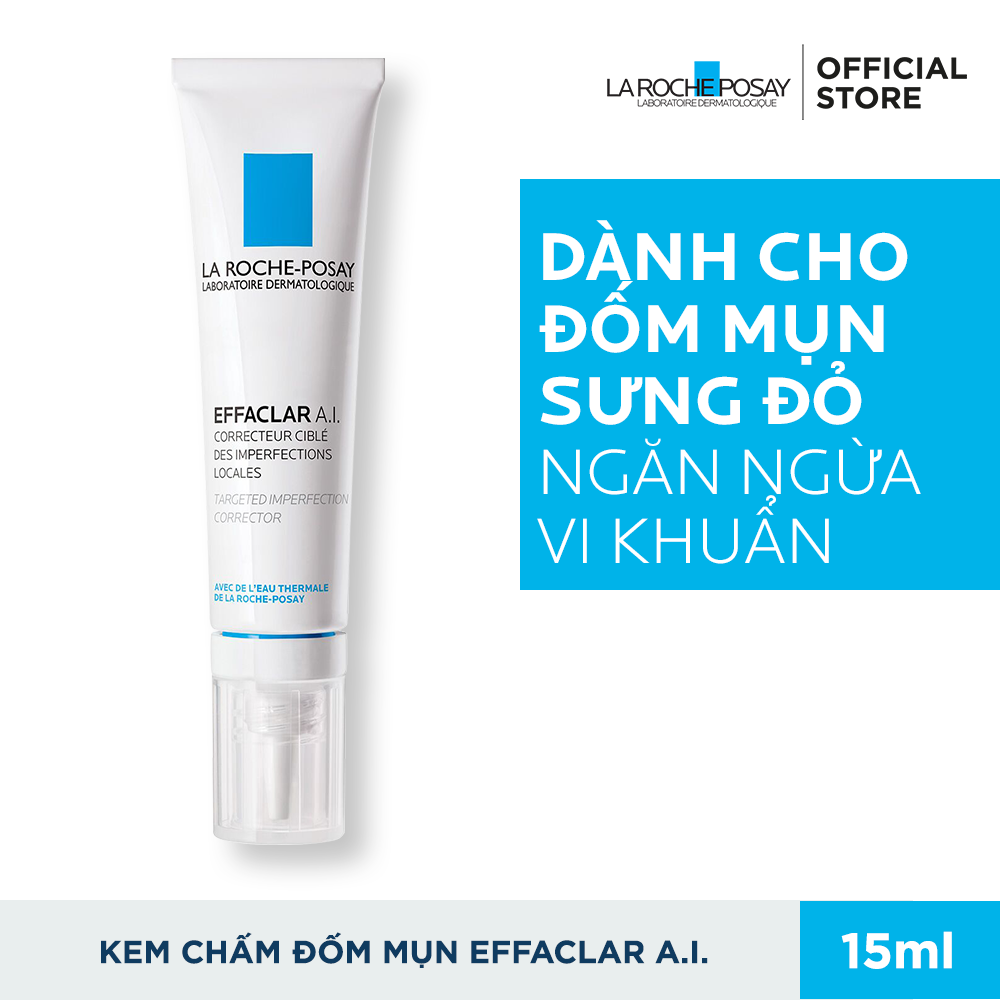 LA ROCHE POSAY
LABORATOIRE DERMATOLOGIQUE
OFFICIAL
STORE
LA ROCHE-POSAY
LABORATOIRE DERMATOLOGIQUE
EFFACLAR A.I.
CORRECTEUR CIBLÉ
DES IMPERFECTIONS
LOCALES
TARGETED IMPERFECTION
CORRECTOR
AVEC DE L'EAU THERMALE
DE LA ROCHE-POSAY
DÀNH CHO
ĐỐM MỤN
SƯNG ĐỎ
NGĂN NGỪA
VI KHUẨN
KEM CHẤM ĐỐM MỤN EFFACLAR A.I.
15ml